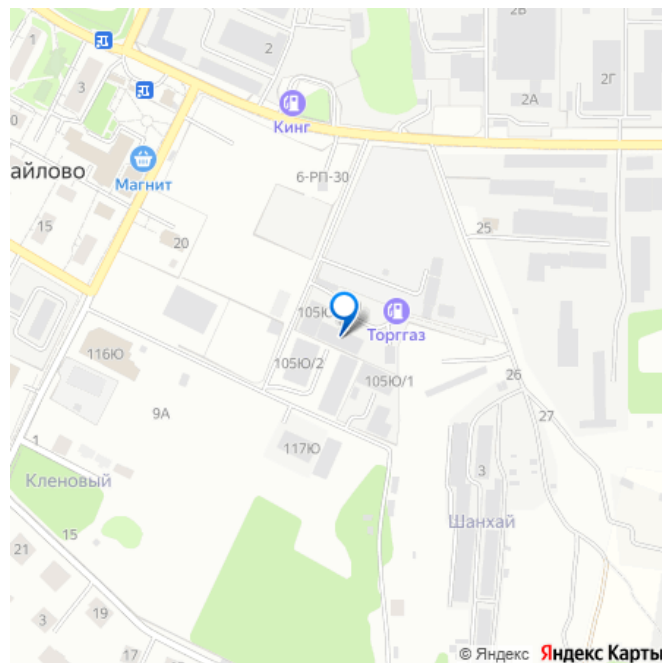 1
2
2В
2А
2Г
3
Кинг
0
айлово
Магнит
6-РП-30
15
20
25
105Ю
Торггаз
116Ю
105Ю/2
105Ю/1
26
27
9А
1
117Ю
3
Кленовый
Шанхай
15
21
19
3
17
© Яндекс Яндекс Карты